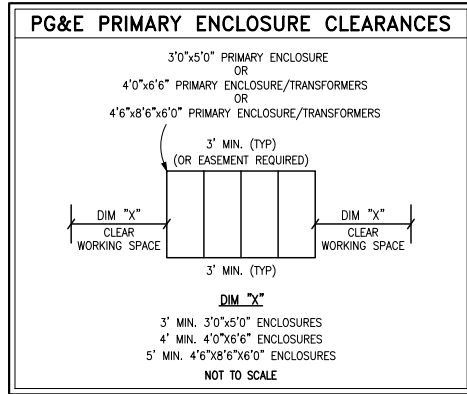 PG&E PRIMARY ENCLOSURE CLEARANCES
3'0"x5'0" PRIMARY ENCLOSURE
OR
4'0"x6'6" PRIMARY ENCLOSURE/TRANSFORMERS
OR
4'6"x8'6"x6'0" PRIMARY ENCLOSURE/TRANSFORMERS
3' MIN. (TYP)
(OR EASEMENT REQUIRED)
DIM "X"
CLEAR
WORKING SPACE
DIM "X"
CLEAR
WORKING SPACE
3' MIN. (TYP)
DIM "X"
3' MIN. 3'0"x5'0" ENCLOSURES
4' MIN. 4'0"X6'6" ENCLOSURES
5' MIN. 4'6"X8'6"X6'0" ENCLOSURES
NOT TO SCALE